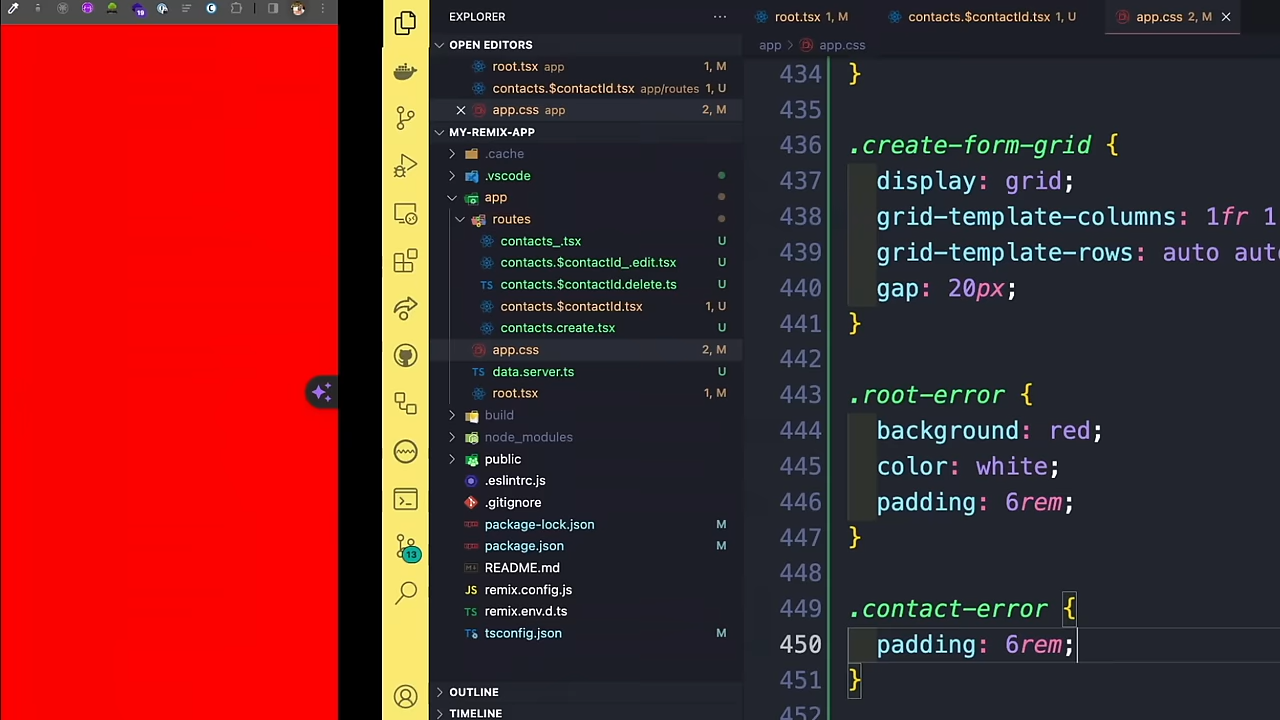 EXPLORER
OPEN EDITORS
root.tsx app 1, M
contacts.$contactId.tsx app/routes 1, U
app.css app 2, M
MY-REMIX-APP
.cache
.vscode
app
routes
contacts_.tsx U
contacts.$contactId_.edit.tsx U
TS contacts.$contactId.delete.ts U
contacts.$contactId.tsx 1, U
contacts.create.tsx U
app.css 2, M
TS data.server.ts U
root.tsx 1, M
build
node_modules
public
.eslintrc.js
.gitignore
package-lock.json M
package.json M
README.md
JS remix.config.js
TS remix.env.d.ts
TS tsconfig.json M
OUTLINE
TIMELINE
13
root.tsx 1, M contacts.$contactId.tsx 1, U app.css 2, M
app > app.css
434 }
435
436 .create-form-grid {
437 display: grid;
438 grid-template-columns: 1fr 1
439 grid-template-rows: auto aut
440 gap: 20px;
441 }
442
443 .root-error {
444 background: red;
445 color: white;
446 padding: 6rem;
447 }
448
449 .contact-error {
450 padding: 6rem;
451 }
452